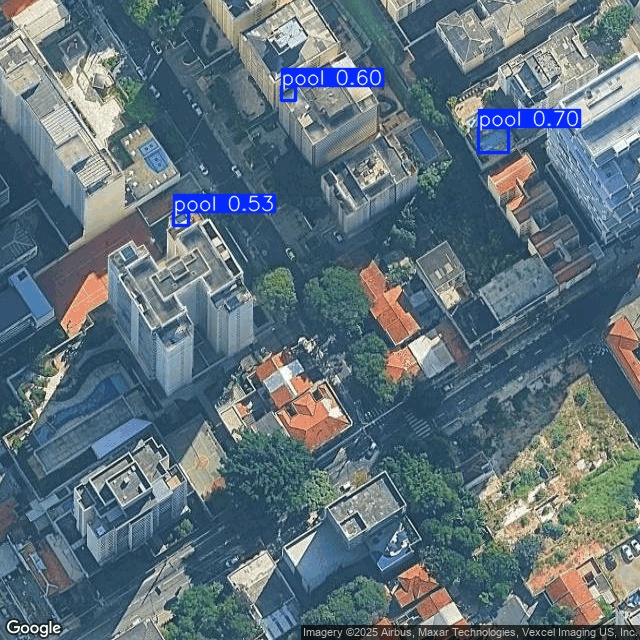 pool 0.60
pool 0.70
pool 0.53
Google
Imagery ©2025 Airbus, Maxar Technologies, Vexcel Imaging US, Inc.